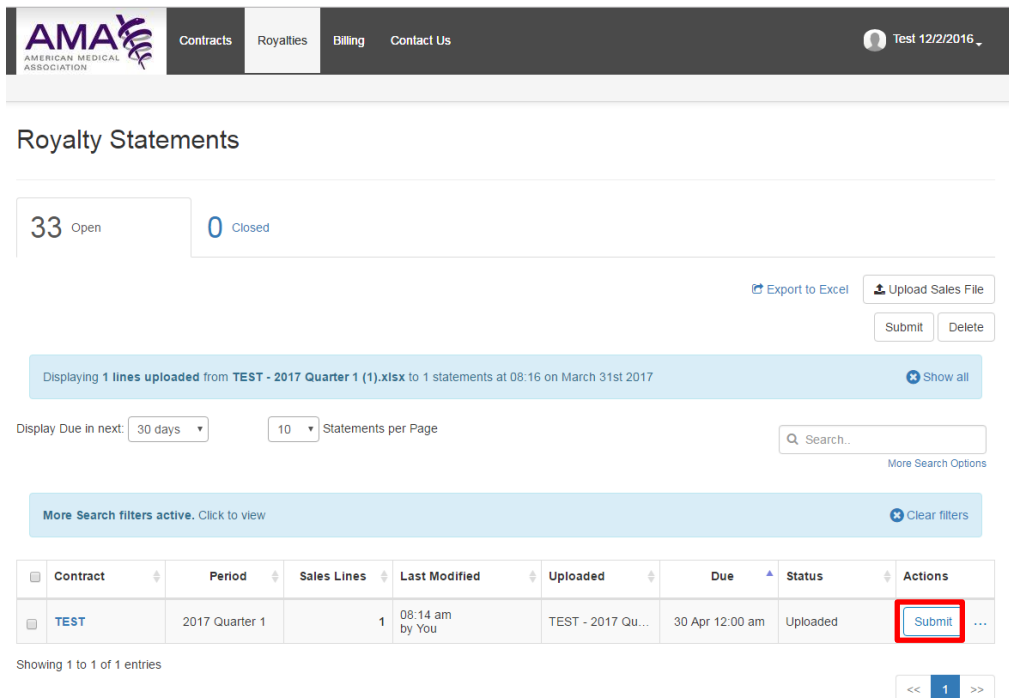 AMA
AMERICAN MEDICAL
ASSOCIATION
Contracts Royalties Billing Contact Us
Test 12/2/2016
Royalty Statements
33 Open
0 Closed
Export to Excel
Upload Sales File
Submit Delete
Displaying 1 lines uploaded from TEST - 2017 Quarter 1 (1).xlsx to 1 statements at 08:16 on March 31st 2017 Show all
Display Due in next: 30 days 10 Statements per Page
Search..
More Search Options
More Search filters active. Click to view Clear filters
Contract Period Sales Lines Last Modified Uploaded Due Status Actions
TEST 2017 Quarter 1 1 08:14 am by You TEST - 2017 Qu... 30 Apr 12:00 am Uploaded Submit ...
Showing 1 to 1 of 1 entries
<< 1 >>